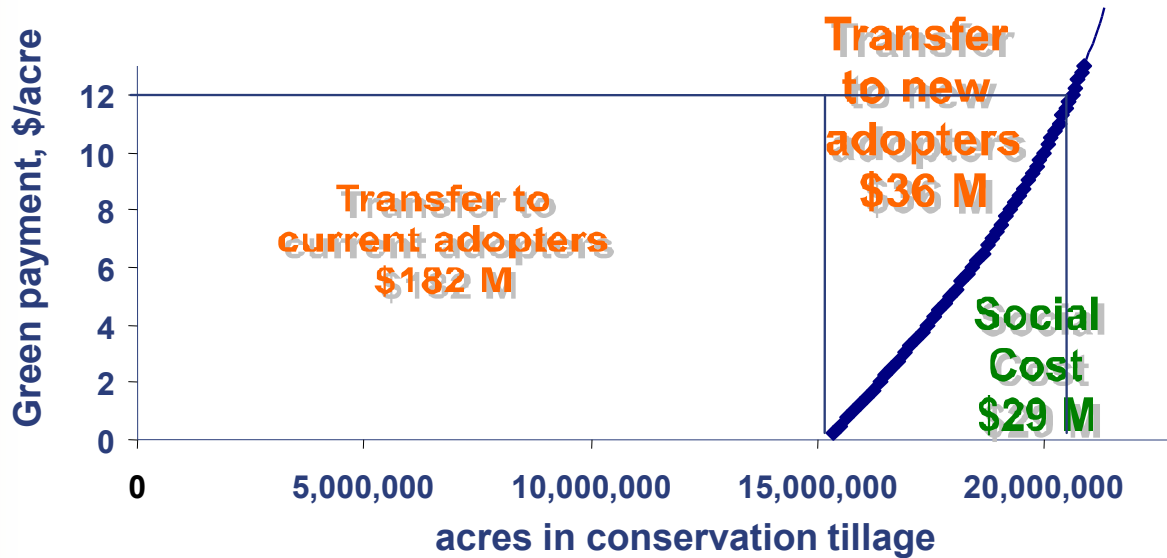 Green payment, $/acre
12
10
8
6
4
2
0
Transfer to
current adopters
$182 M
Transfer
to new
adopters
$36 M
Social
Cost
$29 M
0 5,000,000 10,000,000 15,000,000 20,000,000
acres in conservation tillage